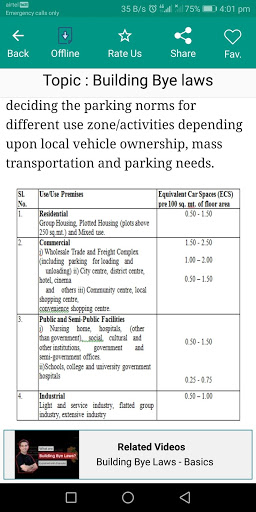 airtel VoLTE
Emergency calls only
35 B/s
75%
4:01 pm
Back
Offline
Rate Us
Share
Fav.
Topic : Building Bye laws
deciding the parking norms for
different use zone/activities depending
upon local vehicle ownership, mass
transportation and parking needs.
Sl. No. Use/Use Premises Equivalent Car Spaces (ECS) pre 100 sq. mt. of floor area
1. Residential 0.50 - 1.50
Group Housing, Plotted Housing (plots above
250 sq.mt.) and Mixed use.
2. Commercial 1.50 - 2.50
i) Wholesale Trade and Freight Complex
(including parking for loading and 1.00 – 2.00
unloading) ii) City centre, district centre,
hotel, cinema 0.50 – 1.50
and others iii) Community centre, local
shopping centre,
convenience shopping centre.
3. Public and Semi-Public Facilities
i) Nursing home, hospitals, (other
than government), social, cultural and 0.50 - 1.50
other institutions, government and
semi-government offices.
ii)Schools, college and university government
hospitals 0.25 - 0.75
4. Industrial 0.50 – 1.00
Light and service industry, flatted group
industry, extensive industry
Building Bye Laws?
Related Videos
Building Bye Laws - Basics